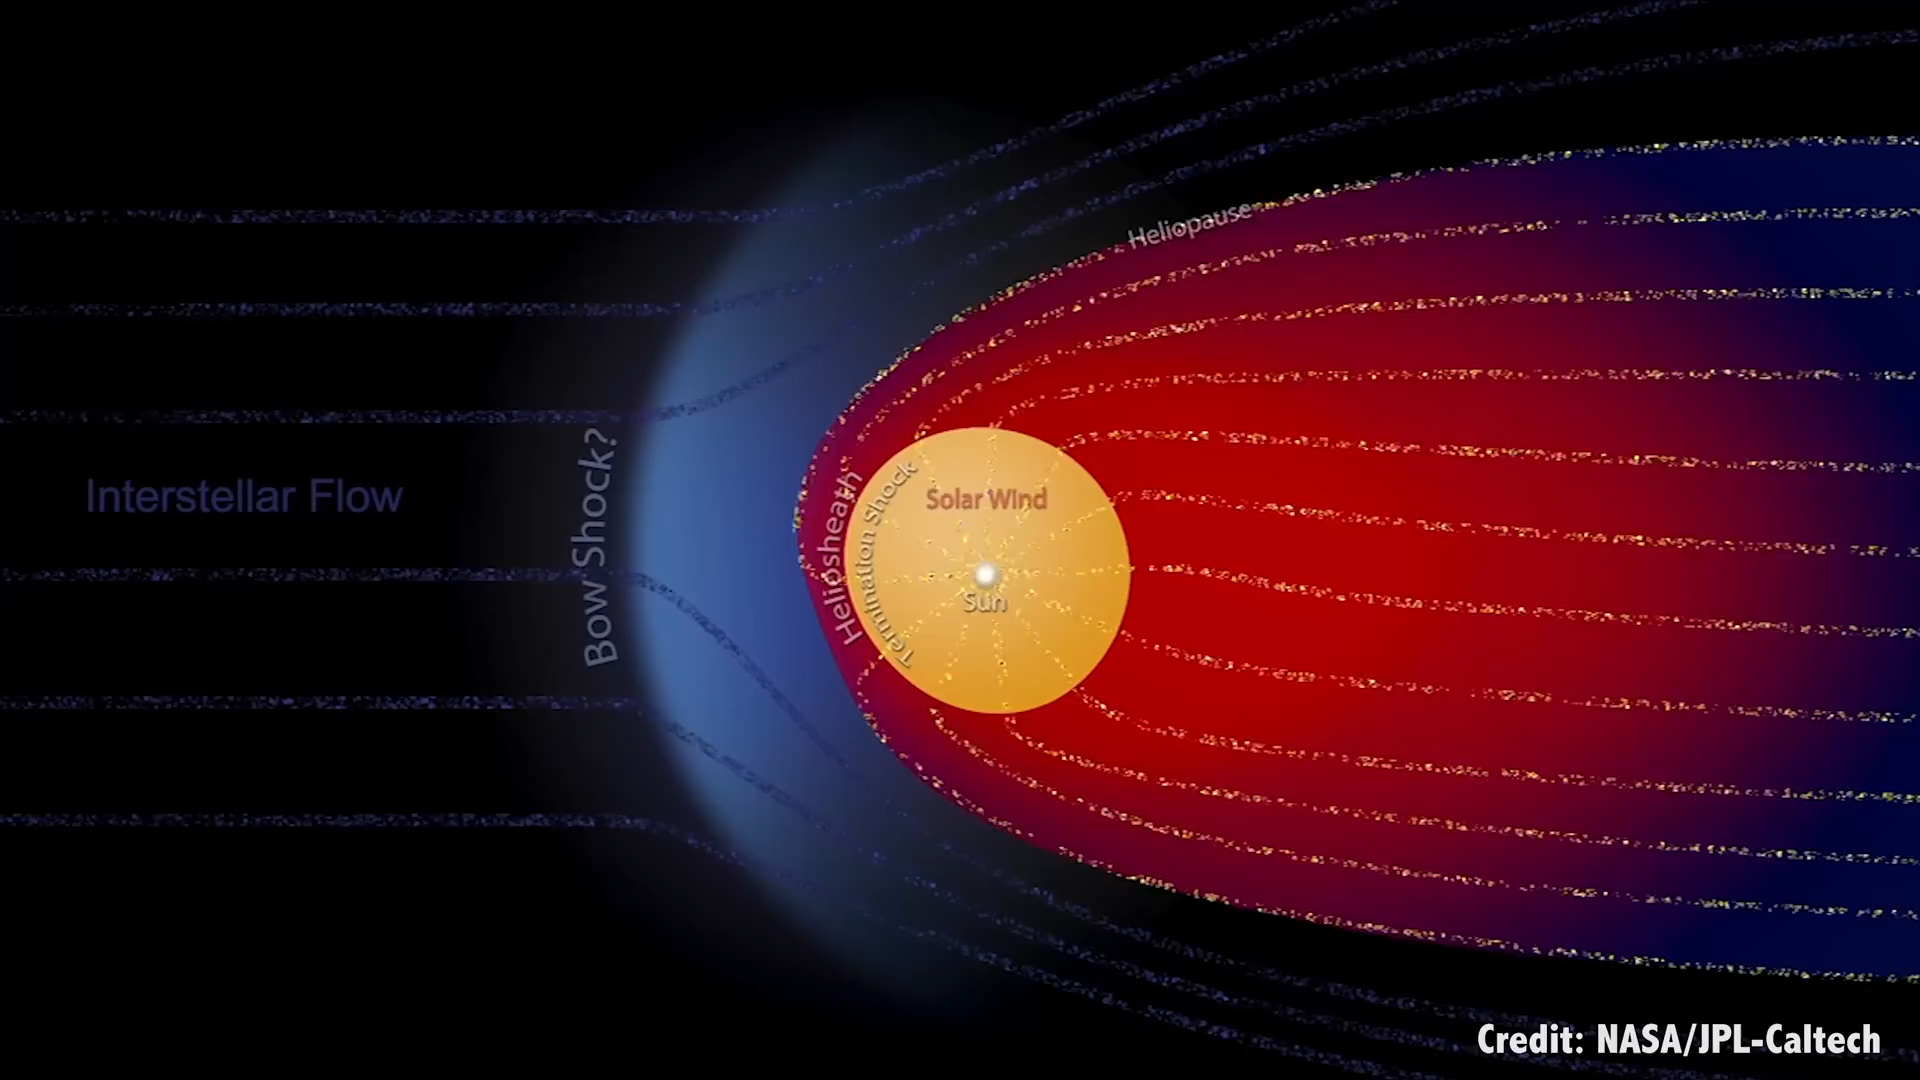 Heliopause
Interstellar Flow
Bow Shock?
Heliosheath
Termination Shock
Solar Wind
Sun
Credit: NASA/JPL-Caltech